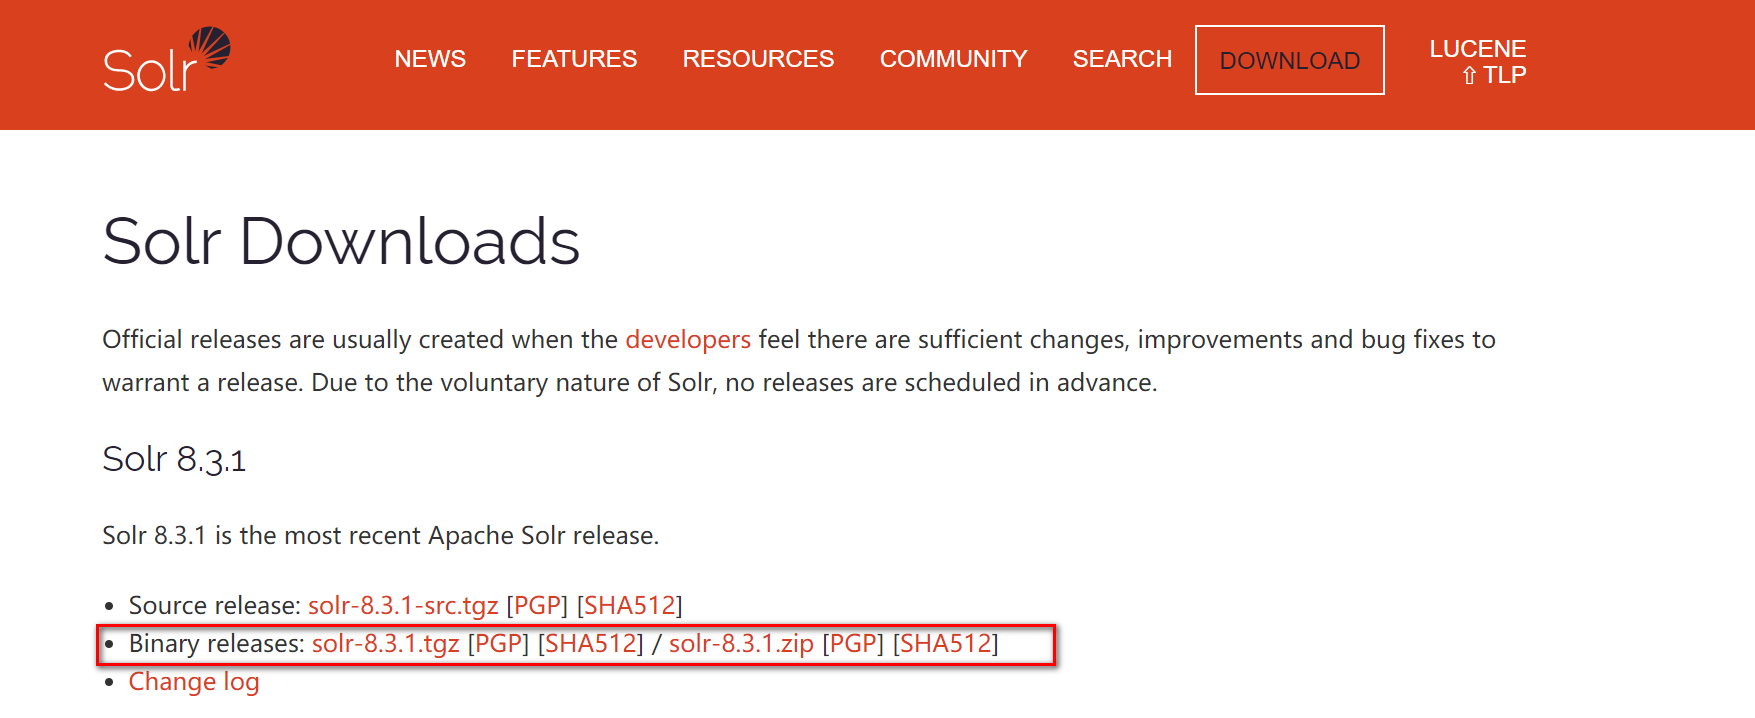 Solr
NEWS FEATURES RESOURCES COMMUNITY SEARCH DOWNLOAD LUCENE
⇧ TLP
Solr Downloads
Official releases are usually created when the developers feel there are sufficient changes, improvements and bug fixes to
warrant a release. Due to the voluntary nature of Solr, no releases are scheduled in advance.
Solr 8.3.1
Solr 8.3.1 is the most recent Apache Solr release.
• Source release: solr-8.3.1-src.tgz [PGP] [SHA512]
• Binary releases: solr-8.3.1.tgz [PGP] [SHA512] / solr-8.3.1.zip [PGP] [SHA512]
• Change log